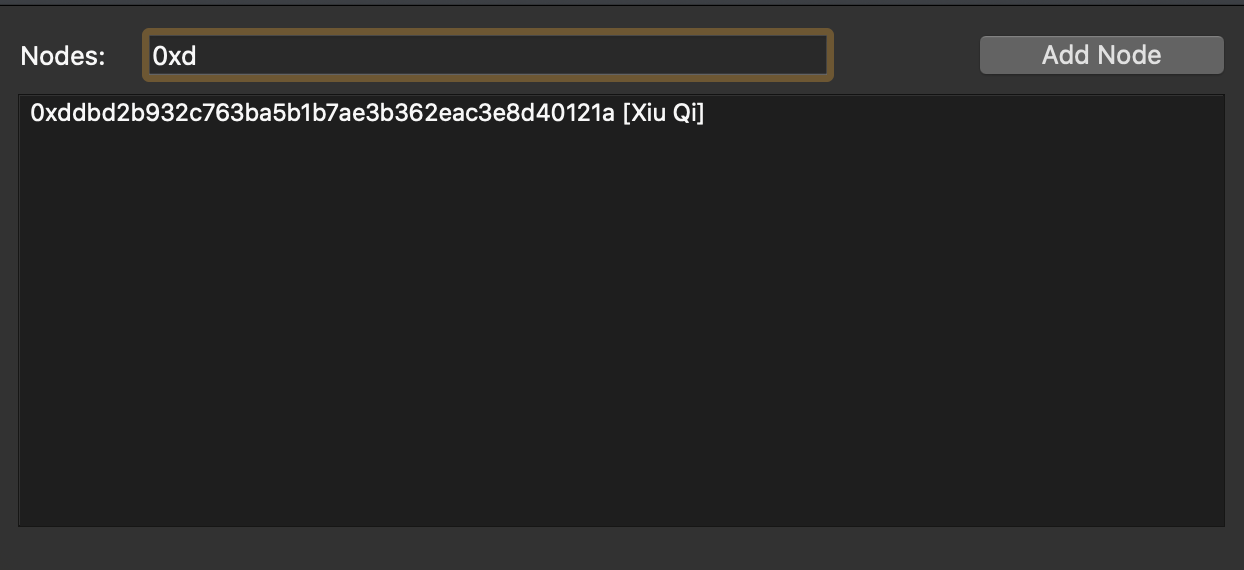 Nodes: 0xd Add Node
0xddbd2b932c763ba5b1b7ae3b362eac3e8d40121a [Xiu Qi]